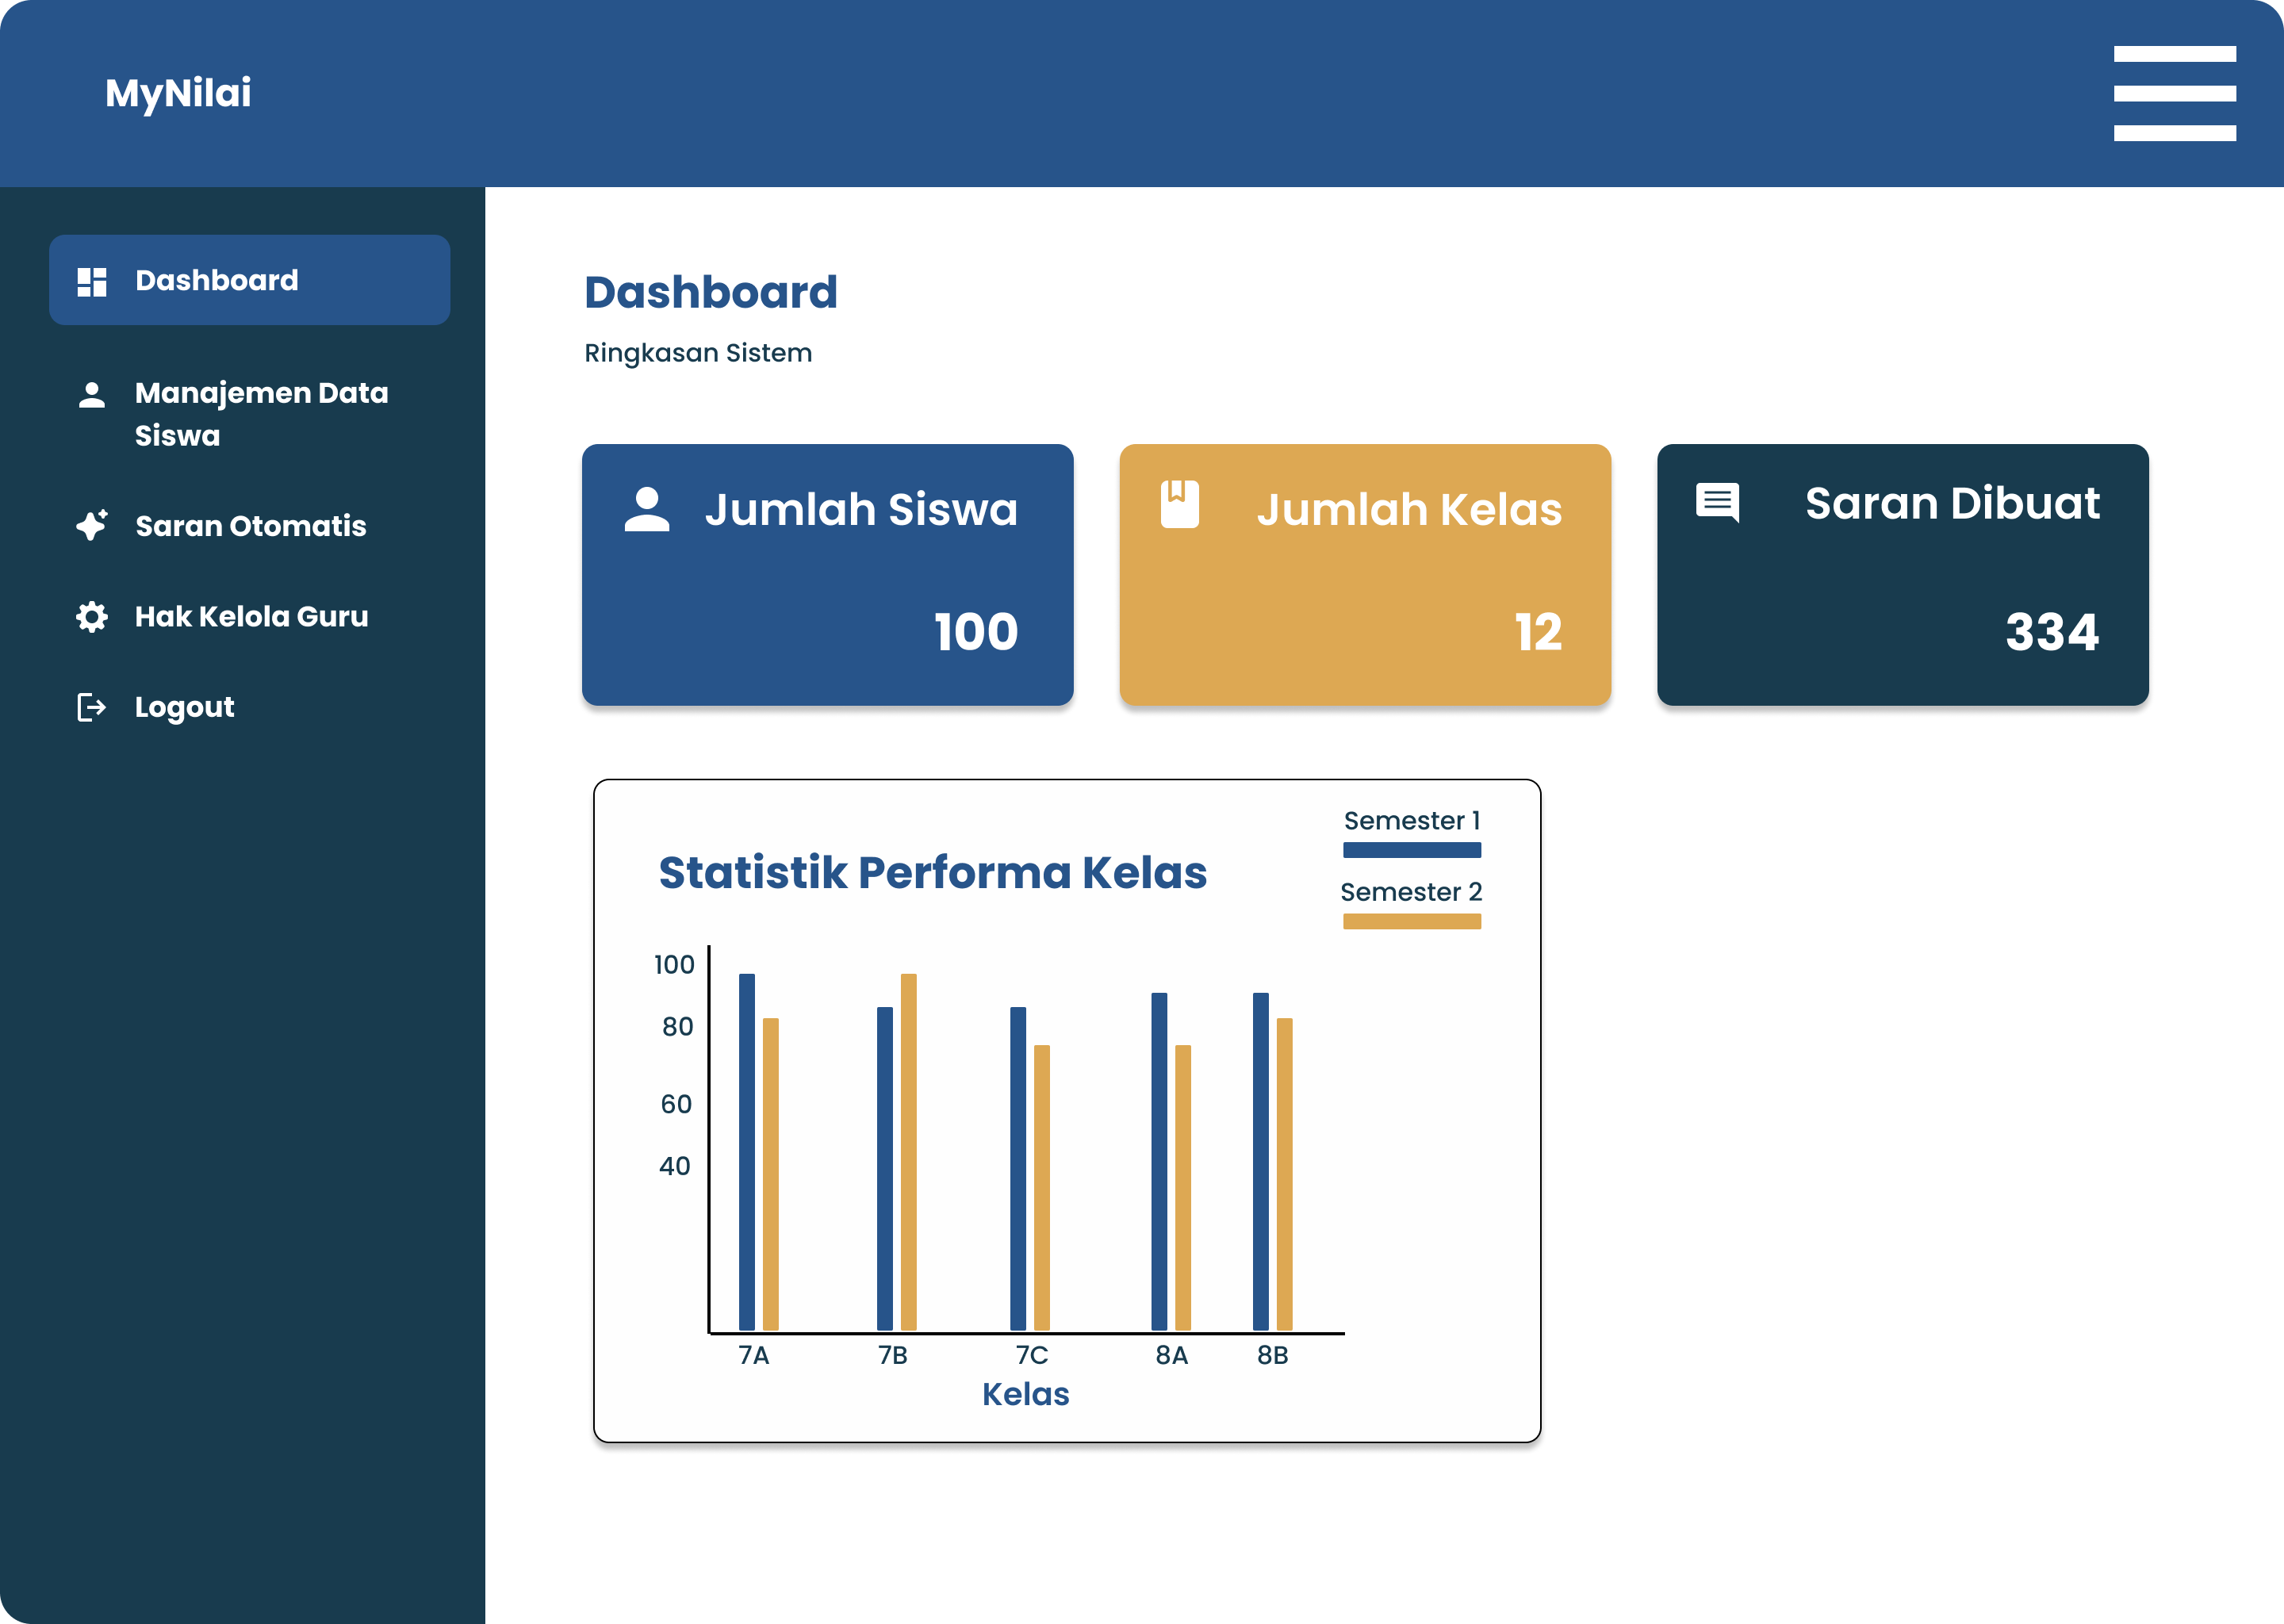 MyNilai
Dashboard
Manajemen Data
Siswa
Saran Otomatis
Hak Kelola Guru
Logout
Dashboard
Ringkasan Sistem
Jumlah Siswa
100
Jumlah Kelas
12
Saran Dibuat
334
Statistik Performa Kelas
Semester 1
Semester 2
100
80
60
40
7A
7B
7C
8A
8B
Kelas